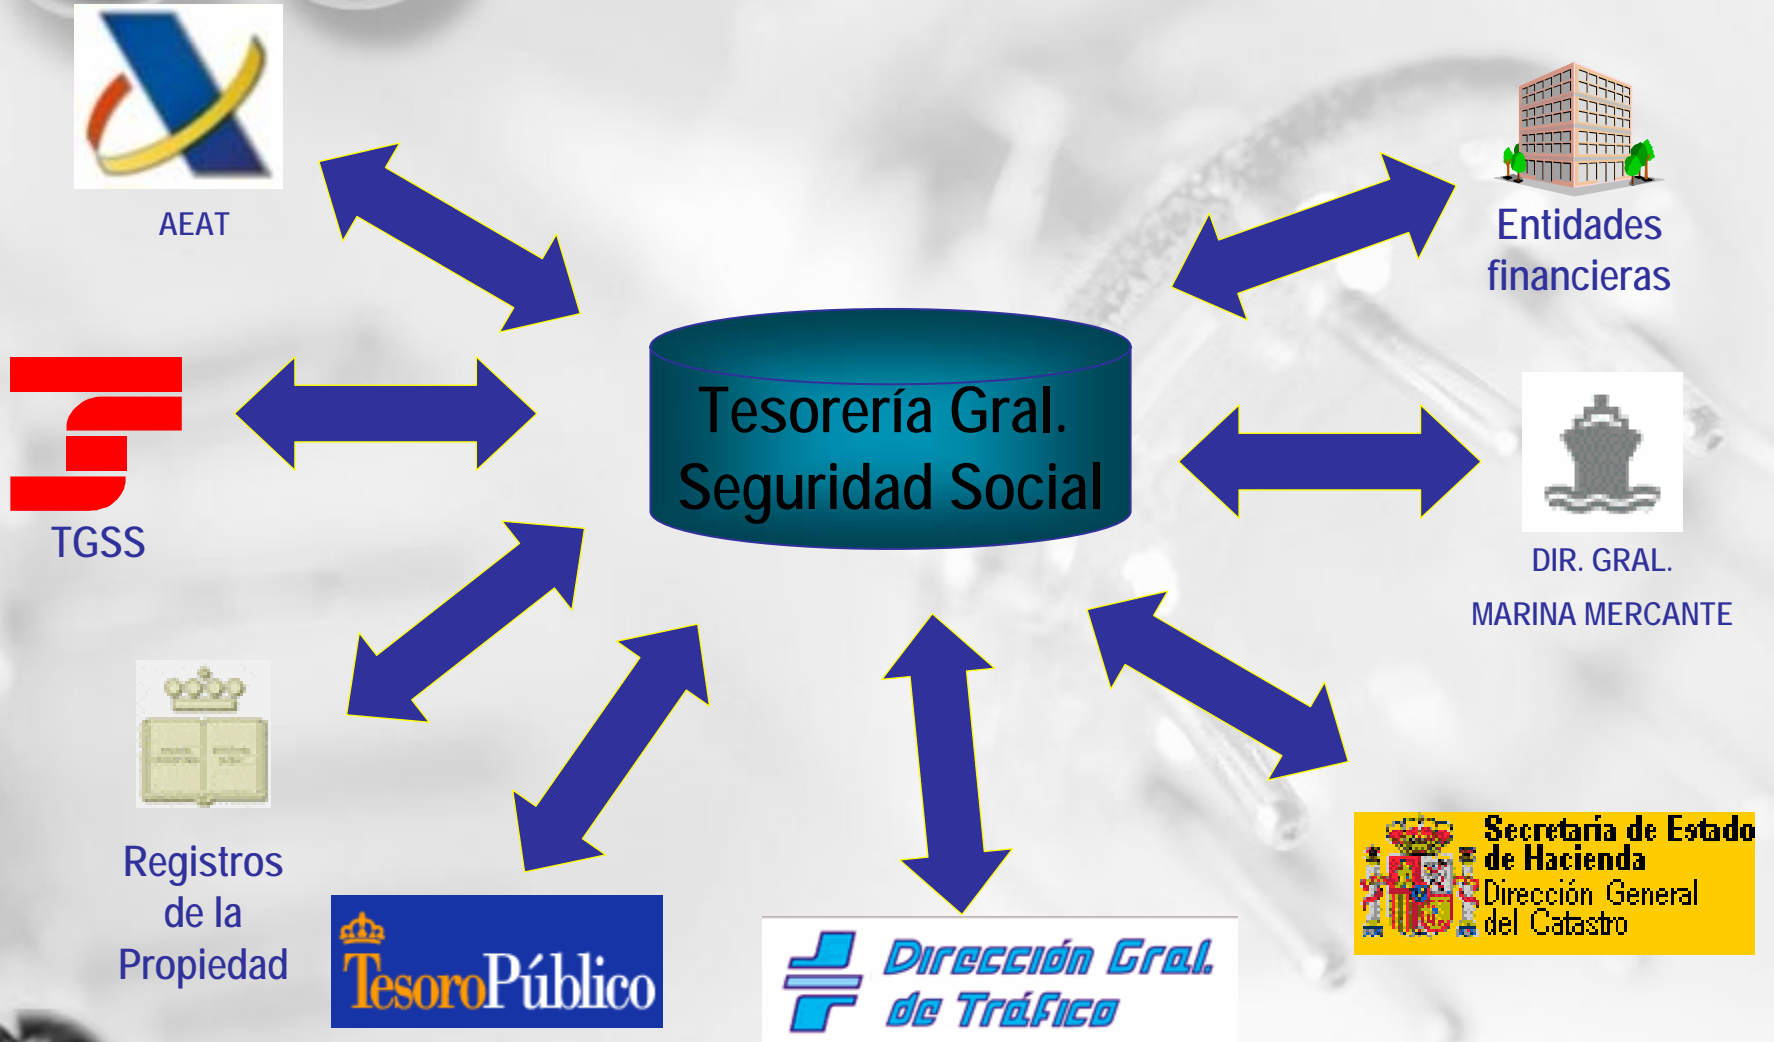 AEAT
Entidades
financieras
Tesorería Gral.
Seguridad Social
TGSS
DIR. GRAL.
MARINA MERCANTE
Registros
de la
Propiedad
TesoroPúblico
Dirección Gral.
de Tráfico
Secretaría de Estado
de Hacienda
Dirección General
del Catastro